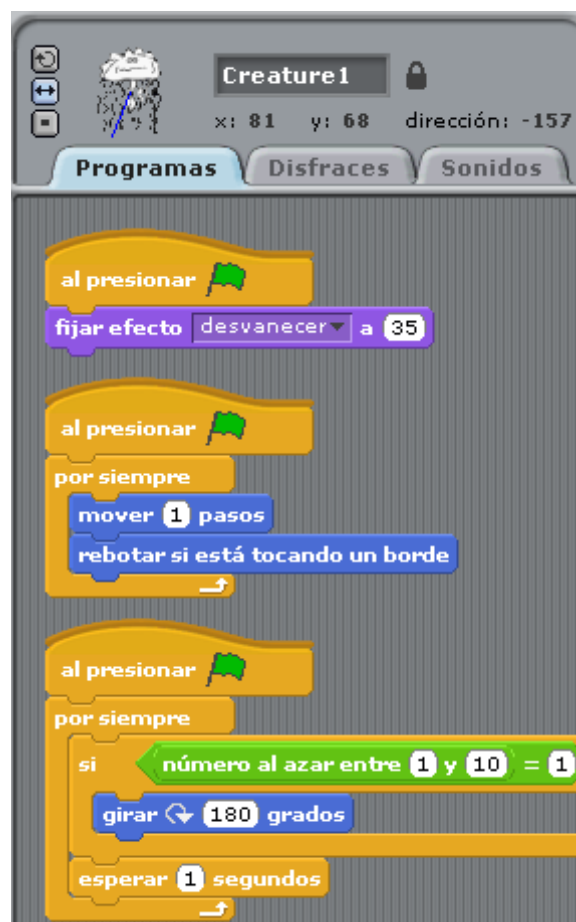 Creature1
x: 81 y: 68 dirección: -157
Programas Disfraces Sonidos
al presionar
fijar efecto desvanecer a 35
al presionar
por siempre
mover 1 pasos
rebotar si está tocando un borde
al presionar
por siempre
si número al azar entre 1 y 10 = 1
girar 180 grados
esperar 1 segundos